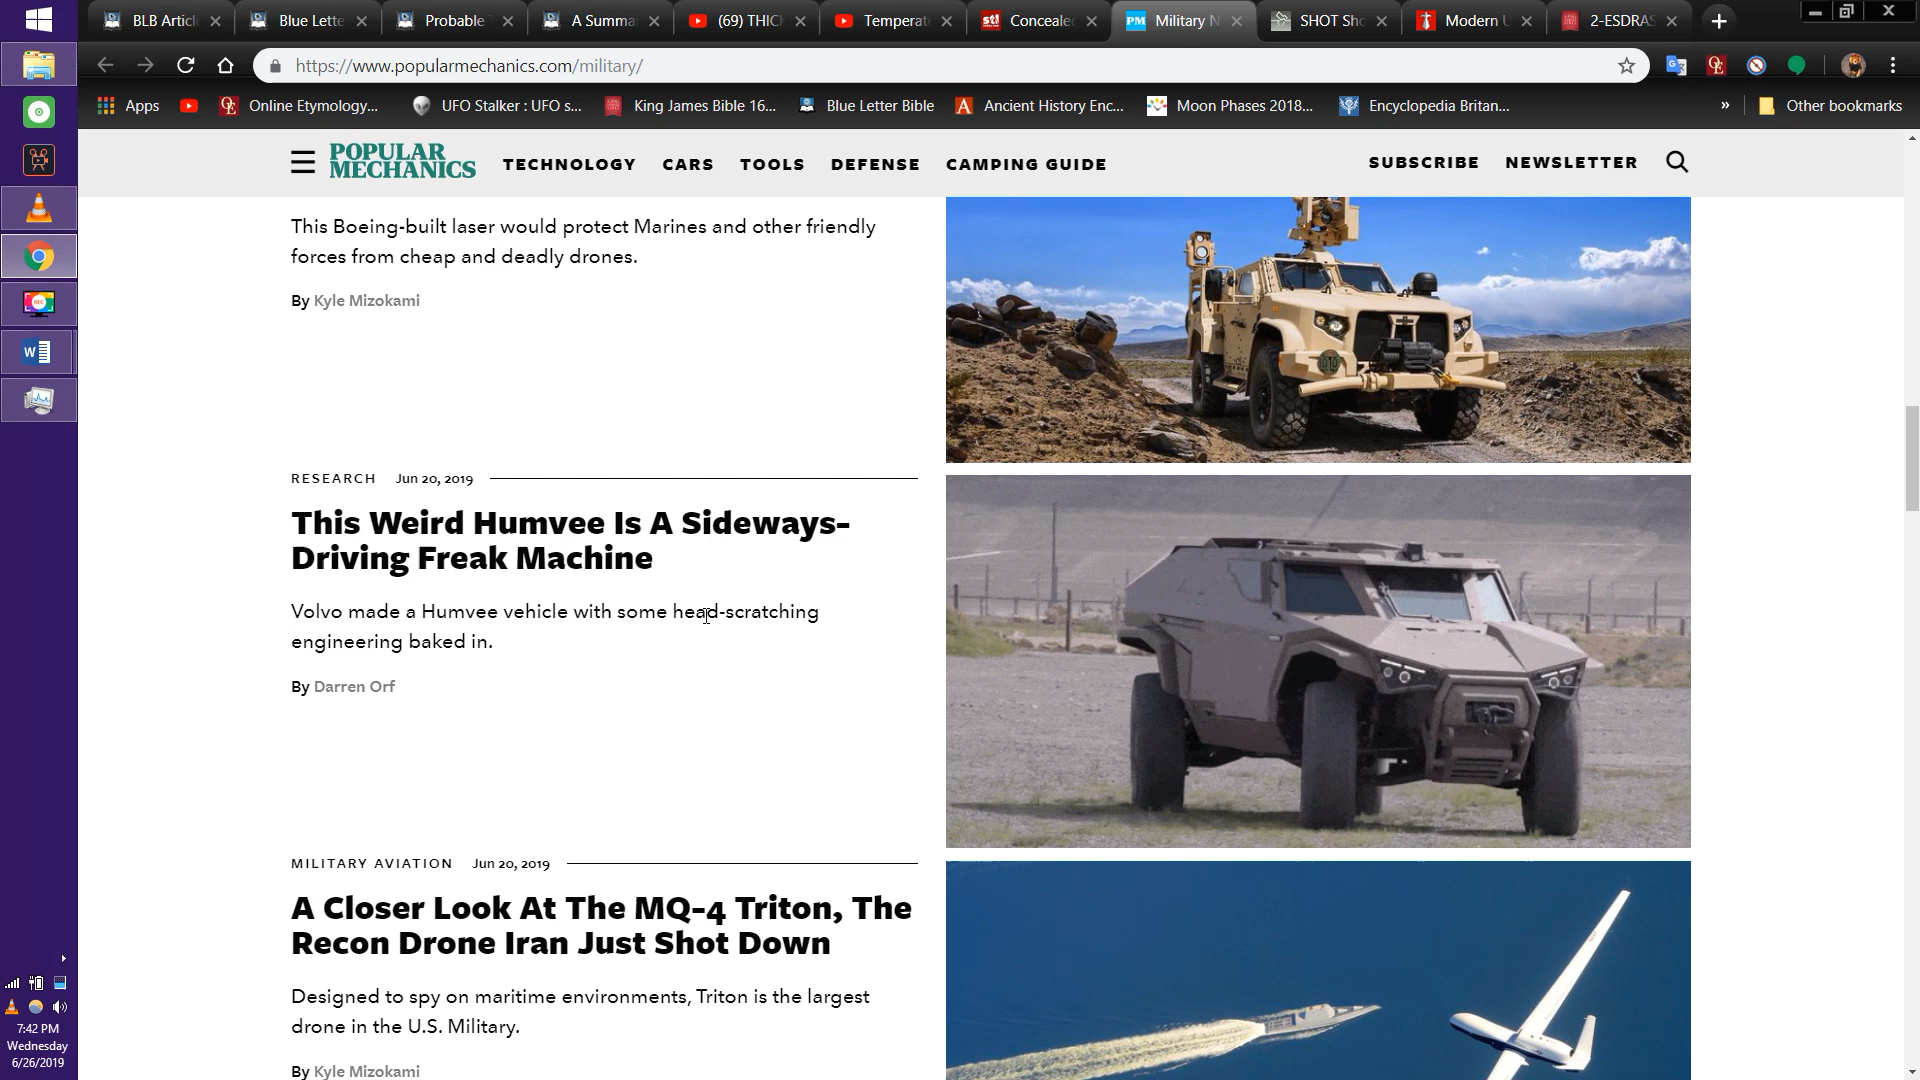 BLB Articl
Blue Lette
Probable
A Summa
(69) THIC
Temperat
Concealed
PM
Military N
SHOT Sho
Modern U
2-ESDRAS
https://www.popularmechanics.com/military/
Apps
Online Etymology...
UFO Stalker : UFO s...
King James Bible 16...
Blue Letter Bible
Ancient History Enc...
Moon Phases 2018...
Encyclopedia Britan...
»
Other bookmarks
POPULAR
MECHANICS
TECHNOLOGY
CARS
TOOLS
DEFENSE
CAMPING GUIDE
SUBSCRIBE
NEWSLETTER
This Boeing-built laser would protect Marines and other friendly
forces from cheap and deadly drones.
By Kyle Mizokami
RESEARCH Jun 20, 2019
This Weird Humvee Is A Sideways-
Driving Freak Machine
Volvo made a Humvee vehicle with some head-scratching
engineering baked in.
By Darren Orf
MILITARY AVIATION Jun 20, 2019
A Closer Look At The MQ-4 Triton, The
Recon Drone Iran Just Shot Down
Designed to spy on maritime environments, Triton is the largest
drone in the U.S. Military.
By Kyle Mizokami
7:42 PM
Wednesday
6/26/2019